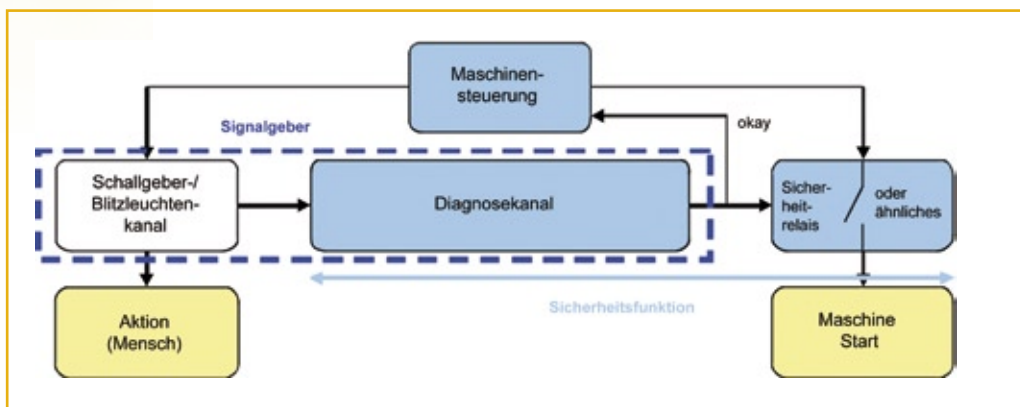 Maschinen-
steuerung
Signalgeber
okay
Schallgeber-/
Blitzleuchten-
kanal
Diagnosekanal
Sicher-
heit-
relais
oder
ähnliches
Sicherheitsfunktion
Aktion
(Mensch)
Maschine
Start